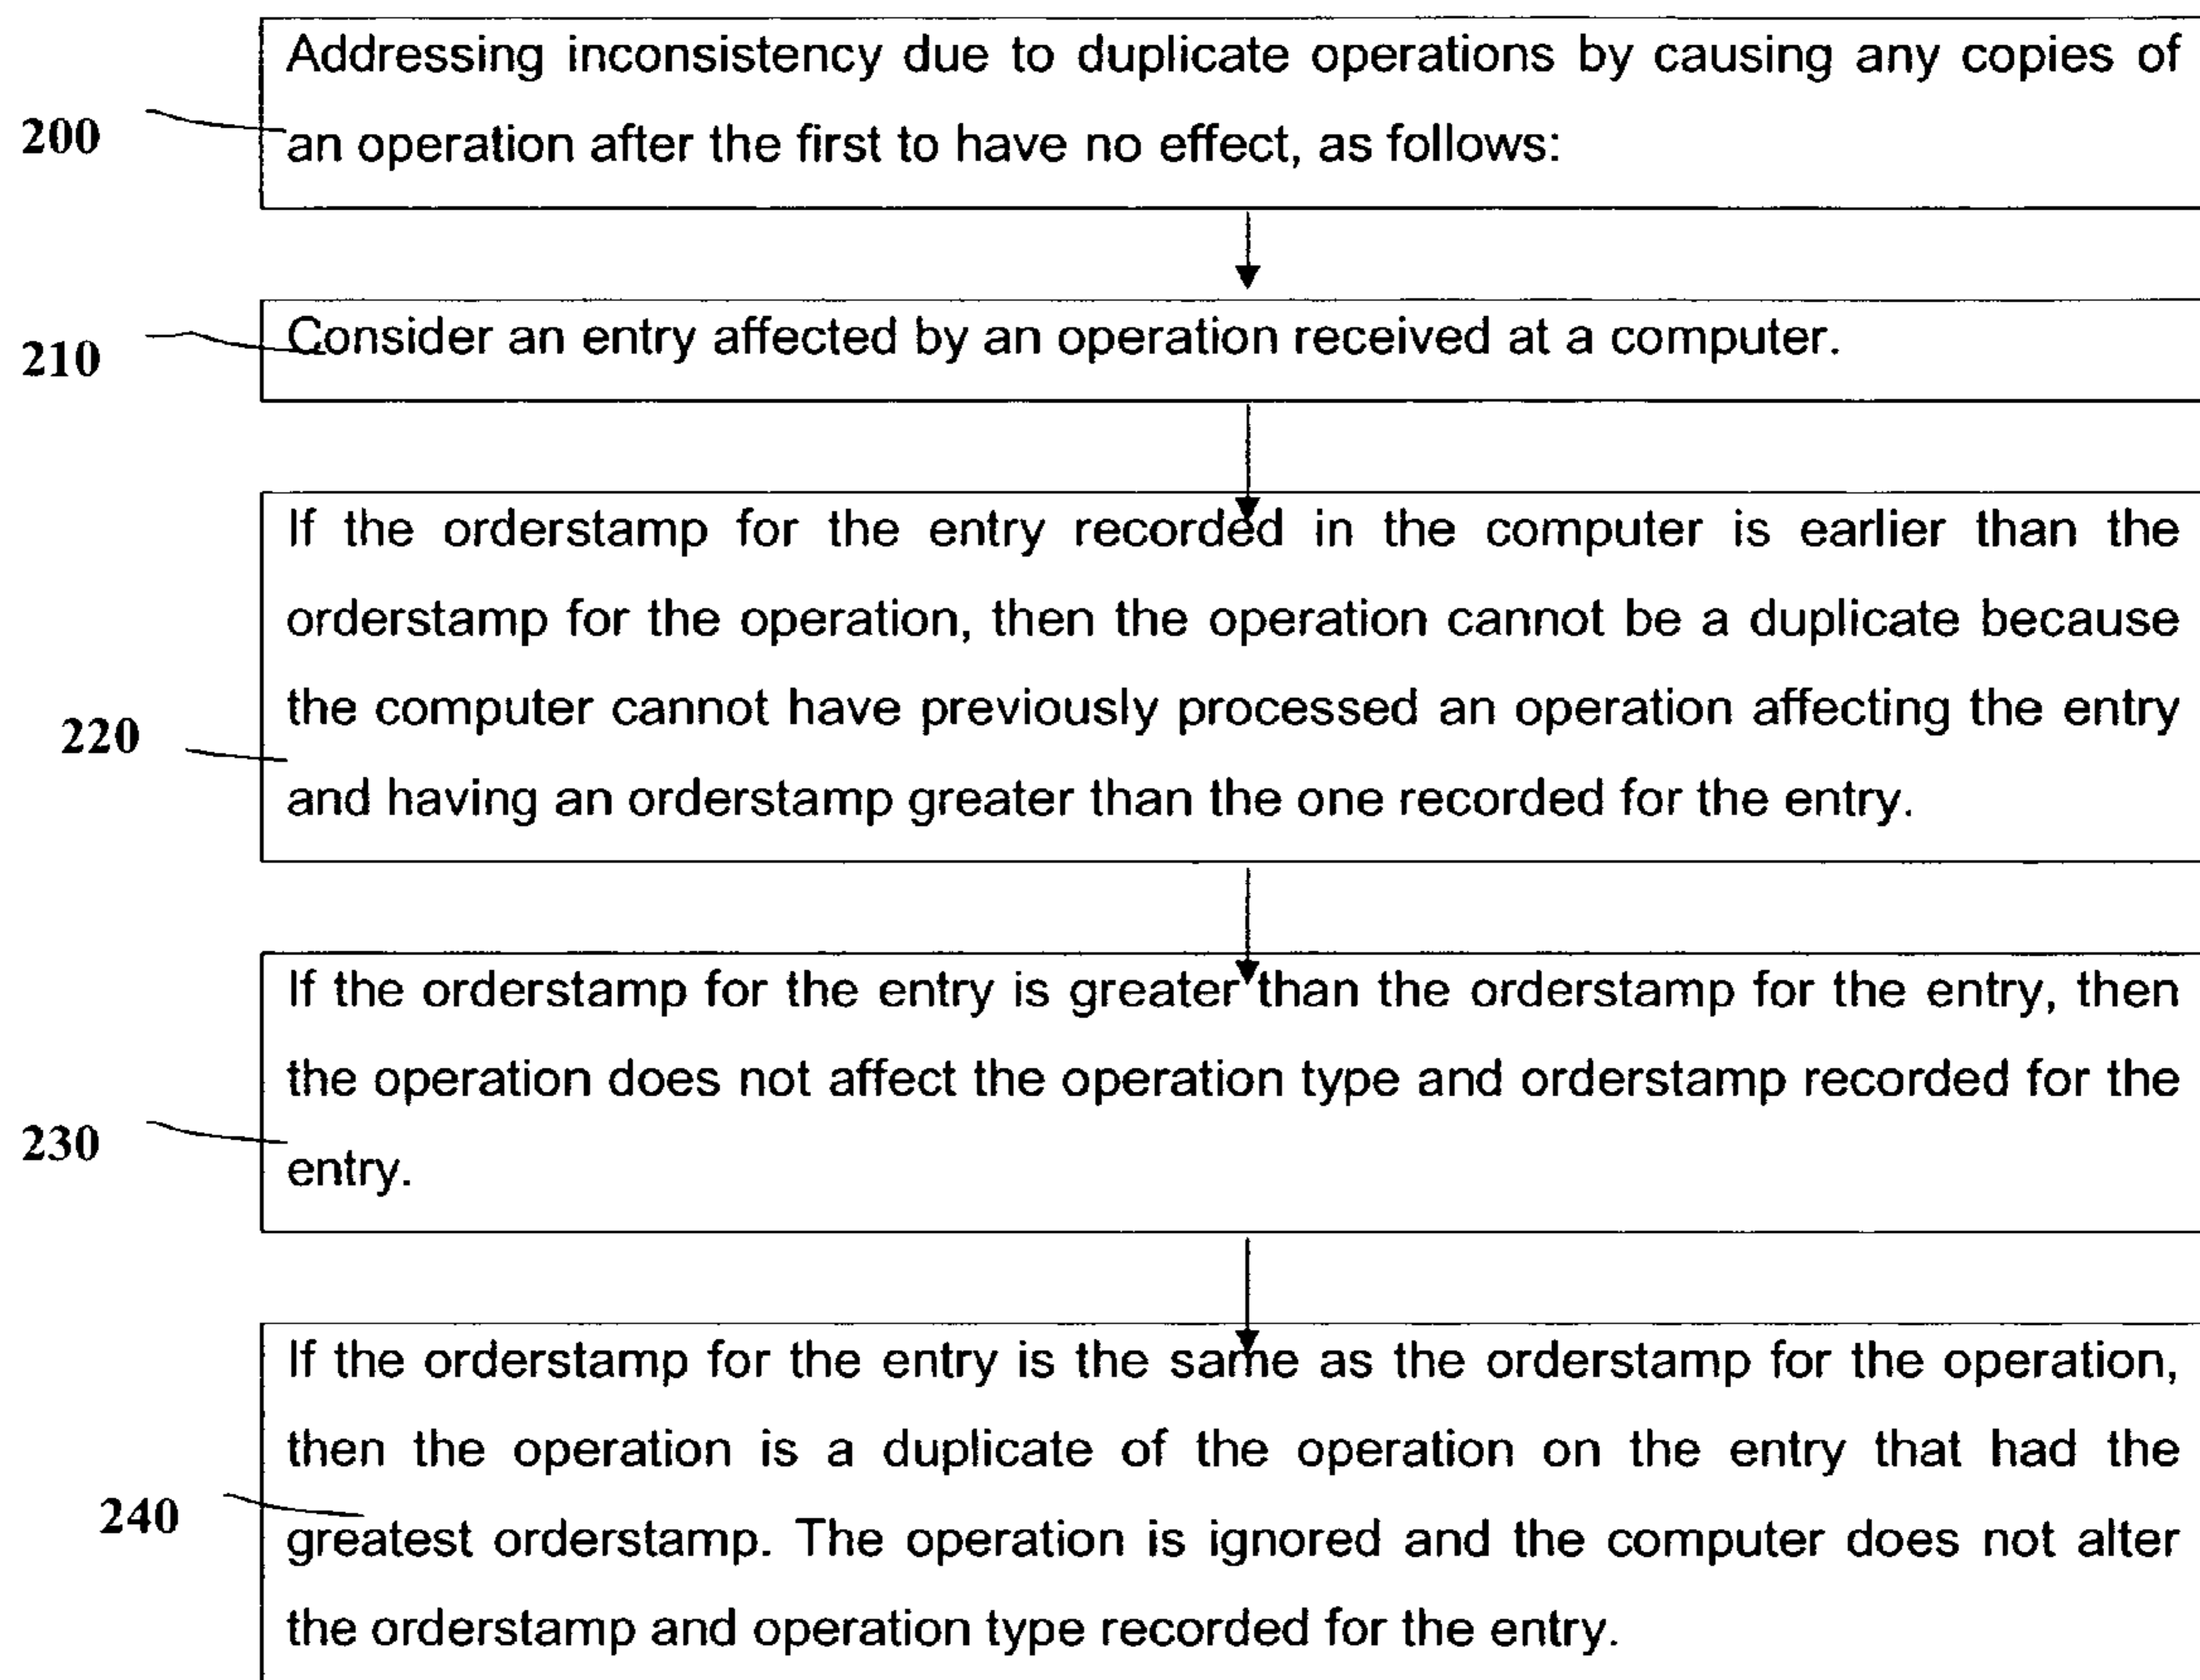 Addressing inconsistency due to duplicate operations by causing any copies of
200
an operation after the first to have no effect, as follows:
210
Consider an entry affected by an operation received at a computer.
If the orderstamp for the entry recorded in the computer is earlier than the
orderstamp for the operation, then the operation cannot be a duplicate because
the computer cannot have previously processed an operation affecting the entry
220
and having an orderstamp greater than the one recorded for the entry.
If the orderstamp for the entry is greater than the orderstamp for the entry, then
the operation does not affect the operation type and orderstamp recorded for the
230
entry.
If the orderstamp for the entry is the same as the orderstamp for the operation,
then the operation is a duplicate of the operation on the entry that had the
240
greatest orderstamp. The operation is ignored and the computer does not alter
the orderstamp and operation type recorded for the entry.